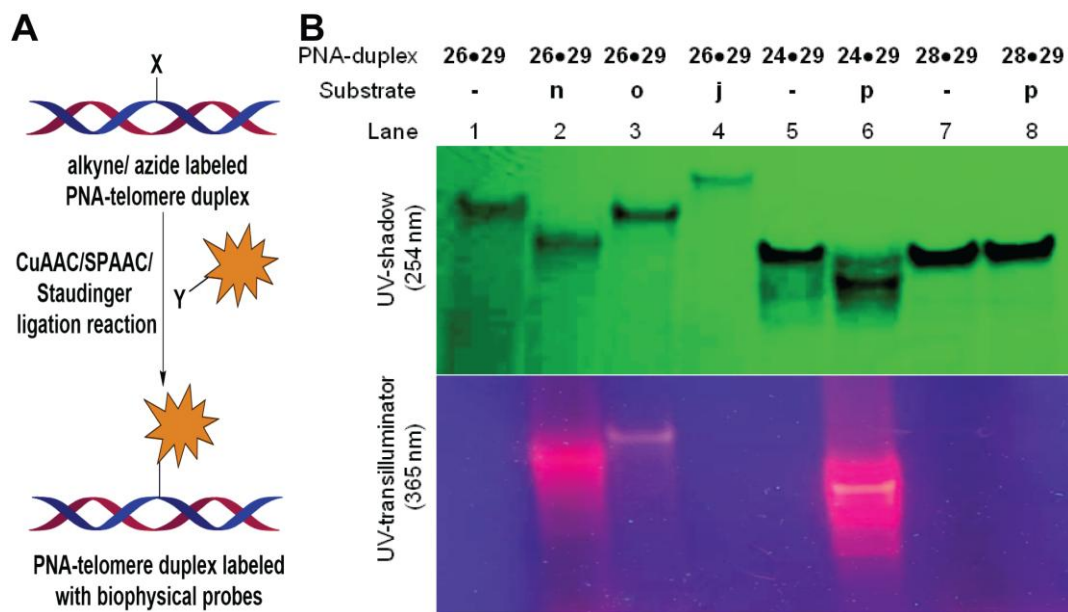 A
X
alkyne/ azide labeled
PNA-telomere duplex
CuAAC/SPAAC/
Staudinger
ligation reaction
Y
PNA-telomere duplex labeled
with biophysical probes
B
PNA-duplex 26●29 26●29 26●29 26●29 24●29 24●29 28●29 28●29
Substrate - n o j - p - p
Lane 1 2 3 4 5 6 7 8
UV-shadow
(254 nm)
UV-transilluminator
(365 nm)